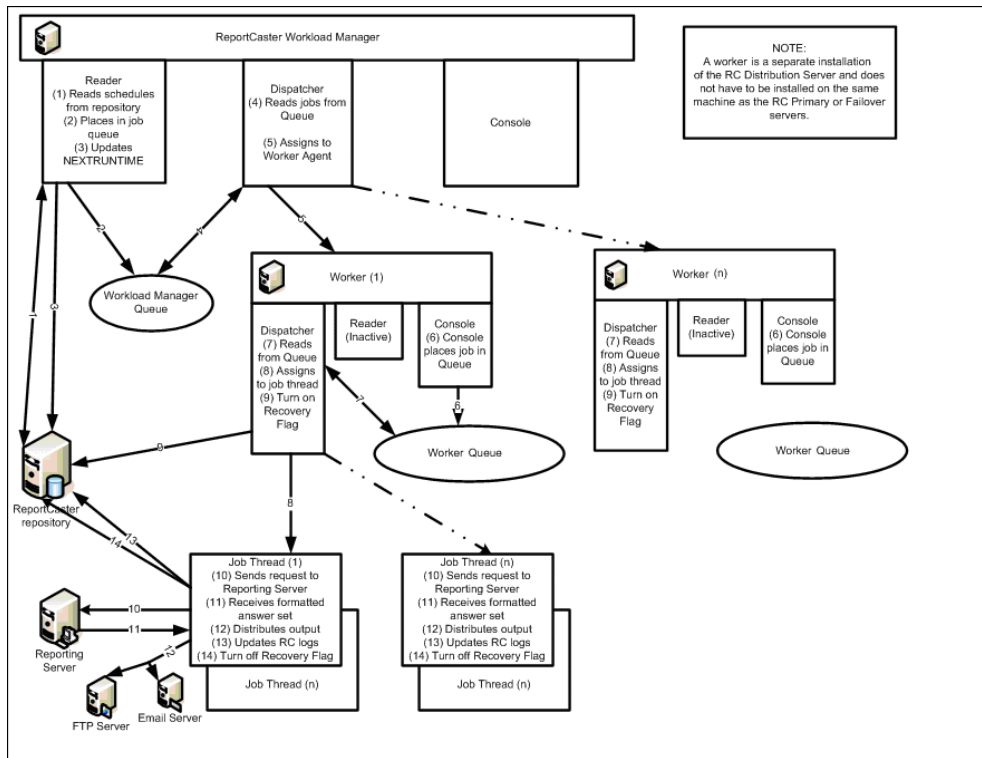 ReportCaster Workload Manager
Reader
(1) Reads schedules
from repository
(2) Places in job
queue
(3) Updates
NEXTRUNTIME
Dispatcher
(4) Reads jobs from
Queue
(5) Assigns to
Worker Agent
Console
NOTE:
A worker is a separate installation
of the RC Distribution Server and does
not have to be installed on the same
machine as the RC Primary or Failover
servers.
1
3
2
4
5
Workload Manager
Queue
Worker (1)
Dispatcher
(7) Reads
from Queue
(8) Assigns
to job thread
(9) Turn on
Recovery
Flag
Reader
(Inactive)
Console
(6) Console
places job in
Queue
7
6
Worker Queue
Worker (n)
Dispatcher
(7) Reads
from Queue
(8) Assigns
to job thread
(9) Turn on
Recovery
Flag
Reader
(Inactive)
Console
(6) Console
places job in
Queue
Worker Queue
9
8
ReportCaster
repository
13
14
Job Thread (1)
(10) Sends request to
Reporting Server
(11) Receives formatted
answer set
(12) Distributes output
(13) Updates RC logs
(14) Turn off Recovery Flag
Job Thread (n)
Job Thread (n)
(10) Sends request to
Reporting Server
(11) Receives formatted
answer set
(12) Distributes output
(13) Updates RC logs
(14) Turn off Recovery Flag
Job Thread (n)
10
11
12
Reporting
Server
FTP Server
Email Server